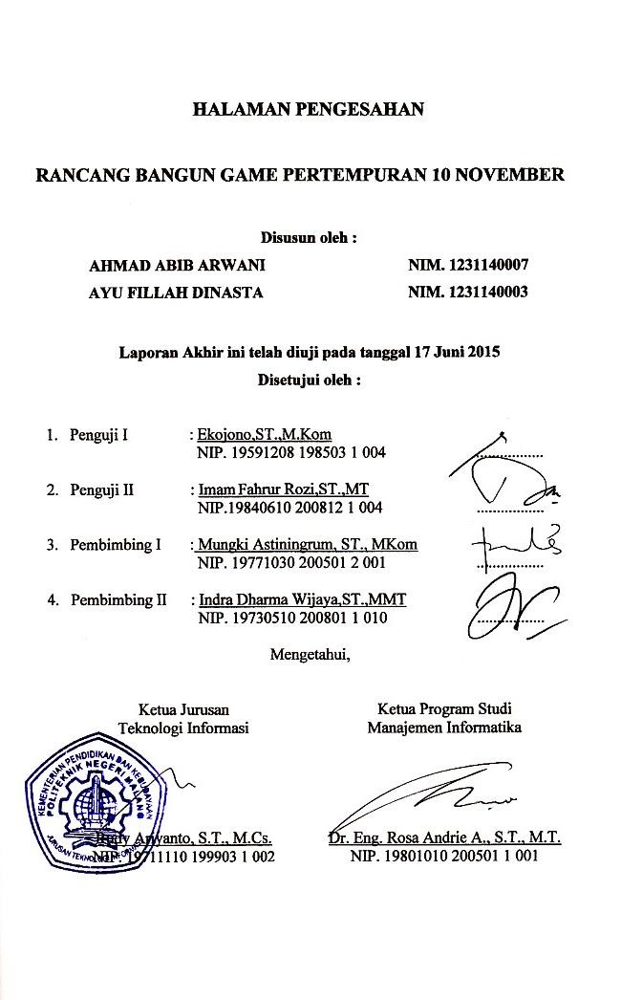 HALAMAN PENGESAHAN
RANCANG BANGUN GAME PERTEMPURAN 10 NOVEMBER
Disusun oleh :
AHMAD ABIB ARWANI NIM. 1231140007
AYU FILLAH DINASTA NIM. 1231140003
Laporan Akhir ini telah diuji pada tanggal 17 Juni 2015
Disetujui oleh :
1. Penguji I : Ekojono,ST.,M.Kom
NIP. 19591208 198503 1 004
2. Penguji II : Imam Fahrur Rozi,ST.,MT
NIP.19840610 200812 1 004
3. Pembimbing I : Mungki Astiningrum, ST., MKom
NIP. 19771030 200501 2 001
4. Pembimbing II : Indra Dharma Wijaya,ST.,MMT
NIP. 19730510 200801 1 010
Mengetahui,
Ketua Jurusan Ketua Program Studi
Teknologi Informasi Manajemen Informatika
KEMENTERIAN PENDIDIKAN DAN KEBUDAYAAN
POLITEKNIK NEGERI MALANG
JURUSAN TEKNOLOGI INFORMASI
Arwanto, S.T., M.Cs. Dr. Eng. Rosa Andrie A., S.T., M.T.
NIP. 19711110 199903 1 002 NIP. 19801010 200501 1 001